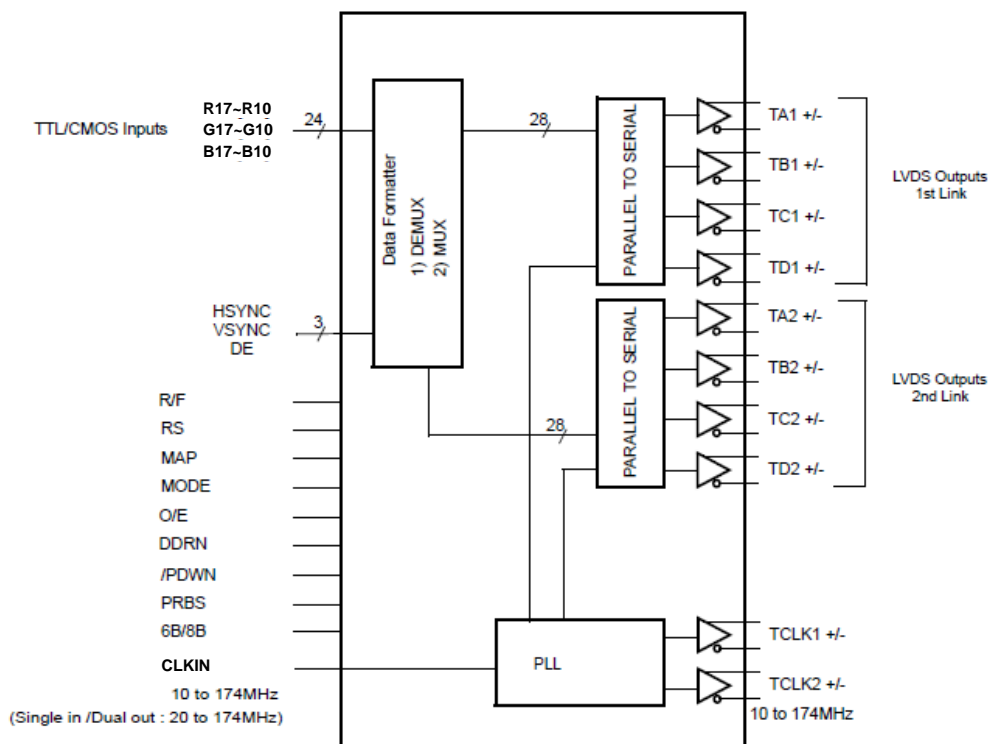 TTL/CMOS Inputs
R17~R10
G17~G10
B17~B10
24
HSYNC
VSYNC
DE
3
Data Formatter
1) DEMUX
2) MUX
28
28
PARALLEL TO SERIAL
PARALLEL TO SERIAL
TA1 +/-
TB1 +/-
TC1 +/-
TD1 +/-
LVDS Outputs
1st Link
TA2 +/-
TB2 +/-
TC2 +/-
TD2 +/-
LVDS Outputs
2nd Link
R/F
RS
MAP
MODE
O/E
DDRN
/PDWN
PRBS
6B/8B
CLKIN
10 to 174MHz
(Single in /Dual out : 20 to 174MHz)
PLL
TCLK1 +/-
TCLK2 +/-
10 to 174MHz